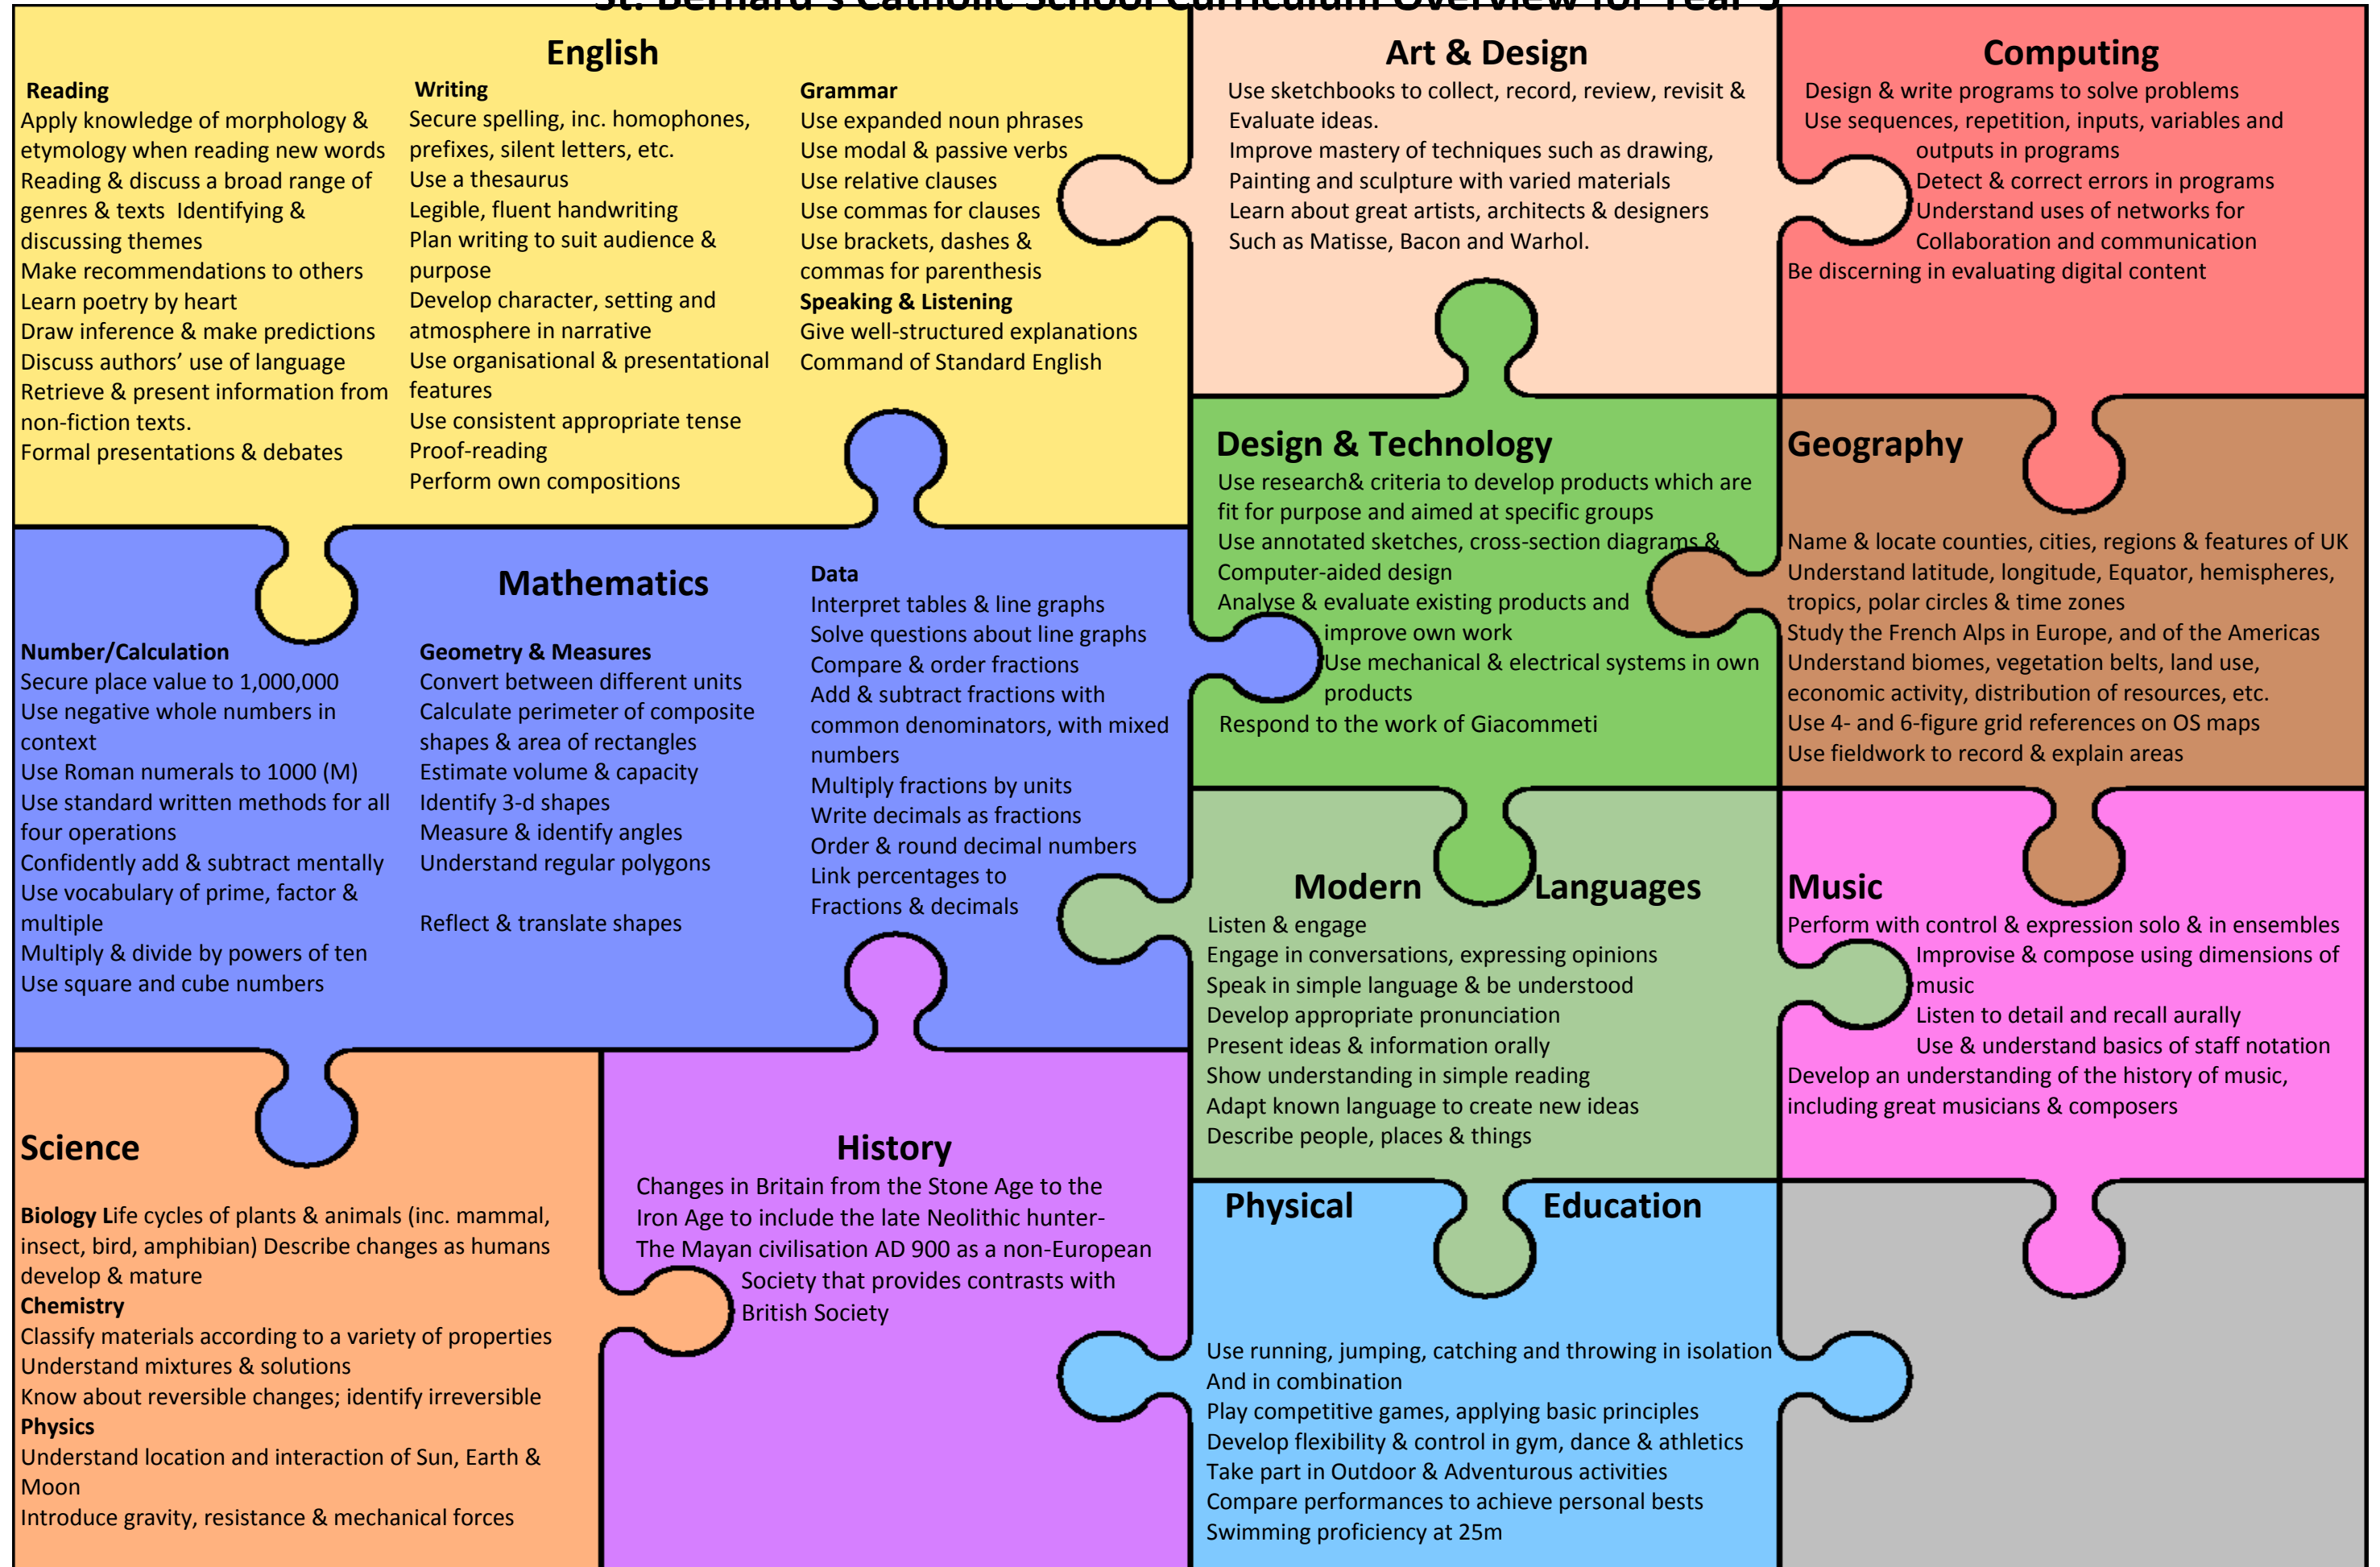 St. Bernard's Catholic School Curriculum Overview for Year 5
English
Reading
Apply knowledge of morphology &
etymology when reading new words
Reading & discuss a broad range of
genres & texts  Identifying &
discussing themes
Make recommendations to others
Learn poetry by heart
Draw inference & make predictions
Discuss authors’ use of language
Retrieve & present information from
non-fiction texts.
Formal presentations & debates
Writing
Secure spelling, inc. homophones,
prefixes, silent letters, etc.
Use a thesaurus
Legible, fluent handwriting
Plan writing to suit audience &
purpose
Develop character, setting and
atmosphere in narrative
Use organisational & presentational
features
Use consistent appropriate tense
Proof-reading
Perform own compositions
Grammar
Use expanded noun phrases
Use modal & passive verbs
Use relative clauses
Use commas for clauses
Use brackets, dashes &
commas for parenthesis
Speaking & Listening
Give well-structured explanations
Command of Standard English
Art & Design
Use sketchbooks to collect, record, review, revisit &
Evaluate ideas.
Improve mastery of techniques such as drawing,
Painting and sculpture with varied materials
Learn about great artists, architects & designers
Such as Matisse, Bacon and Warhol.
Computing
Design & write programs to solve problems
Use sequences, repetition, inputs, variables and
outputs in programs
Detect & correct errors in programs
Understand uses of networks for
Collaboration and communication
Be discerning in evaluating digital content
Mathematics
Number/Calculation
Secure place value to 1,000,000
Use negative whole numbers in
context
Use Roman numerals to 1000 (M)
Use standard written methods for all
four operations
Confidently add & subtract mentally
Use vocabulary of prime, factor &
multiple
Multiply & divide by powers of ten
Use square and cube numbers
Geometry & Measures
Convert between different units
Calculate perimeter of composite
shapes & area of rectangles
Estimate volume & capacity
Identify 3-d shapes
Measure & identify angles
Understand regular polygons
Reflect & translate shapes
Data
Interpret tables & line graphs
Solve questions about line graphs
Compare & order fractions
Add & subtract fractions with
common denominators, with mixed
numbers
Multiply fractions by units
Write decimals as fractions
Order & round decimal numbers
Link percentages to
Fractions & decimals
Design & Technology
Use research& criteria to develop products which are
fit for purpose and aimed at specific groups
Use annotated sketches, cross-section diagrams &
Computer-aided design
Analyse & evaluate existing products and
improve own work
Use mechanical & electrical systems in own
products
Respond to the work of Giacommeti
Geography
Name & locate counties, cities, regions & features of UK
Understand latitude, longitude, Equator, hemispheres,
tropics, polar circles & time zones
Study the French Alps in Europe, and of the Americas
Understand biomes, vegetation belts, land use,
economic activity, distribution of resources, etc.
Use 4- and 6-figure grid references on OS maps
Use fieldwork to record & explain areas
Modern Languages
Listen & engage
Engage in conversations, expressing opinions
Speak in simple language & be understood
Develop appropriate pronunciation
Present ideas & information orally
Show understanding in simple reading
Adapt known language to create new ideas
Describe people, places & things
Music
Perform with control & expression solo & in ensembles
Improvise & compose using dimensions of
music
Listen to detail and recall aurally
Use & understand basics of staff notation
Develop an understanding of the history of music,
including great musicians & composers
Science
Biology Life cycles of plants & animals (inc. mammal,
insect, bird, amphibian) Describe changes as humans
develop & mature
Chemistry
Classify materials according to a variety of properties
Understand mixtures & solutions
Know about reversible changes; identify irreversible
Physics
Understand location and interaction of Sun, Earth &
Moon
Introduce gravity, resistance & mechanical forces
History
Changes in Britain from the Stone Age to the
Iron Age to include the late Neolithic hunter-
The Mayan civilisation AD 900 as a non-European
Society that provides contrasts with
British Society
Physical Education
Use running, jumping, catching and throwing in isolation
And in combination
Play competitive games, applying basic principles
Develop flexibility & control in gym, dance & athletics
Take part in Outdoor & Adventurous activities
Compare performances to achieve personal bests
Swimming proficiency at 25m